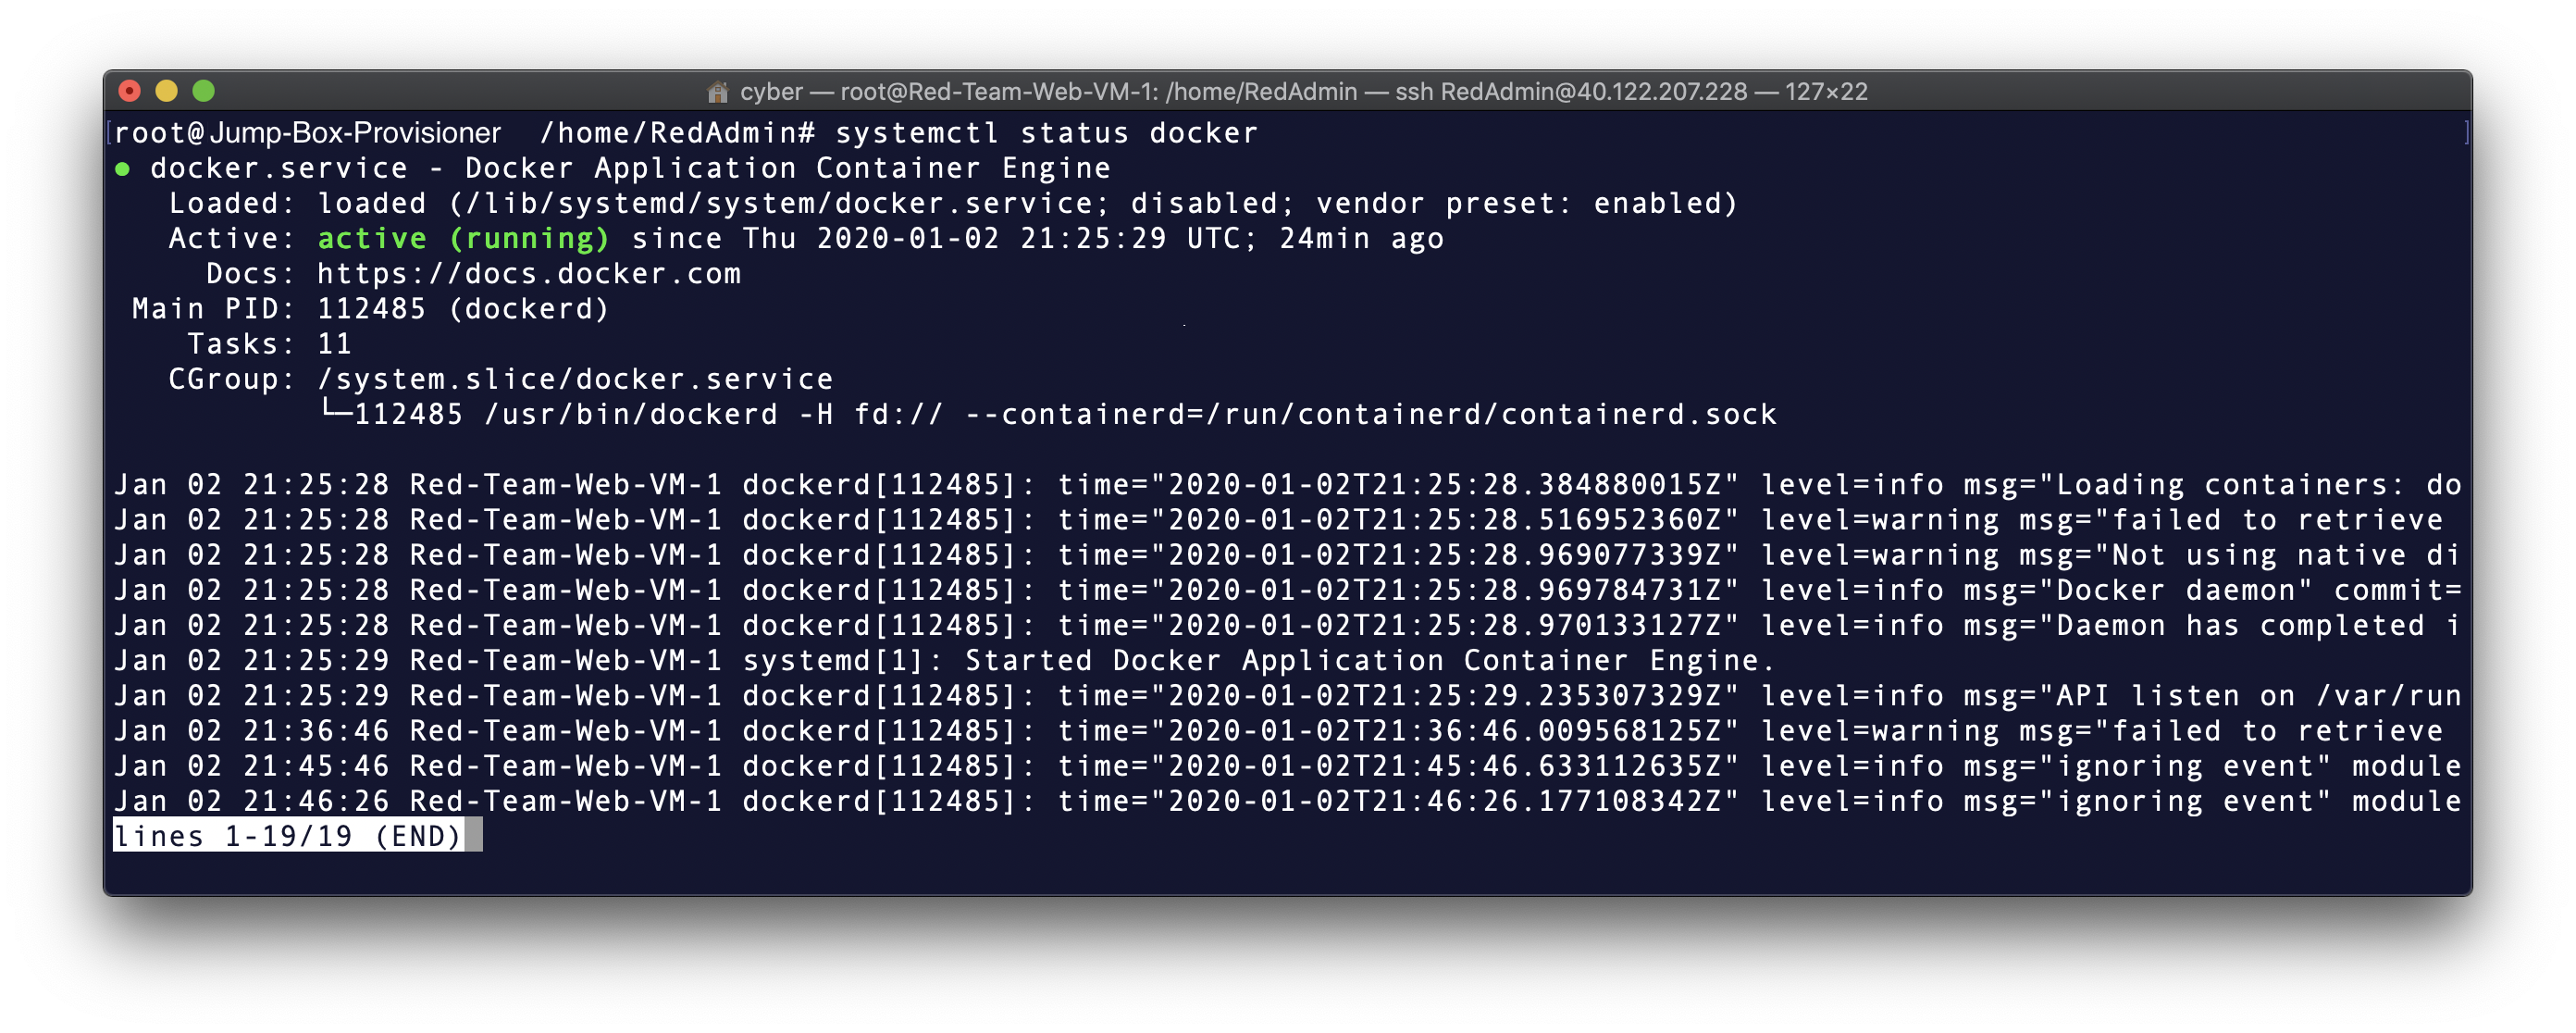 cyber — root@Red-Team-Web-VM-1: /home/RedAdmin — ssh RedAdmin@40.122.207.228 — 127×22
[root@Jump-Box-Provisioner /home/RedAdmin# systemctl status docker ]
● docker.service - Docker Application Container Engine
Loaded: loaded (/lib/systemd/system/docker.service; disabled; vendor preset: enabled)
Active: active (running) since Thu 2020-01-02 21:25:29 UTC; 24min ago
Docs: https://docs.docker.com
Main PID: 112485 (dockerd)
Tasks: 11
CGroup: /system.slice/docker.service
└─112485 /usr/bin/dockerd -H fd:// --containerd=/run/containerd/containerd.sock
Jan 02 21:25:28 Red-Team-Web-VM-1 dockerd[112485]: time="2020-01-02T21:25:28.384880015Z" level=info msg="Loading containers: do
Jan 02 21:25:28 Red-Team-Web-VM-1 dockerd[112485]: time="2020-01-02T21:25:28.516952360Z" level=warning msg="failed to retrieve
Jan 02 21:25:28 Red-Team-Web-VM-1 dockerd[112485]: time="2020-01-02T21:25:28.969077339Z" level=warning msg="Not using native di
Jan 02 21:25:28 Red-Team-Web-VM-1 dockerd[112485]: time="2020-01-02T21:25:28.969784731Z" level=info msg="Docker daemon" commit=
Jan 02 21:25:28 Red-Team-Web-VM-1 dockerd[112485]: time="2020-01-02T21:25:28.970133127Z" level=info msg="Daemon has completed i
Jan 02 21:25:29 Red-Team-Web-VM-1 systemd[1]: Started Docker Application Container Engine.
Jan 02 21:25:29 Red-Team-Web-VM-1 dockerd[112485]: time="2020-01-02T21:25:29.235307329Z" level=info msg="API listen on /var/run
Jan 02 21:36:46 Red-Team-Web-VM-1 dockerd[112485]: time="2020-01-02T21:36:46.009568125Z" level=warning msg="failed to retrieve
Jan 02 21:45:46 Red-Team-Web-VM-1 dockerd[112485]: time="2020-01-02T21:45:46.633112635Z" level=info msg="ignoring event" module
Jan 02 21:46:26 Red-Team-Web-VM-1 dockerd[112485]: time="2020-01-02T21:46:26.177108342Z" level=info msg="ignoring event" module
lines 1-19/19 (END)